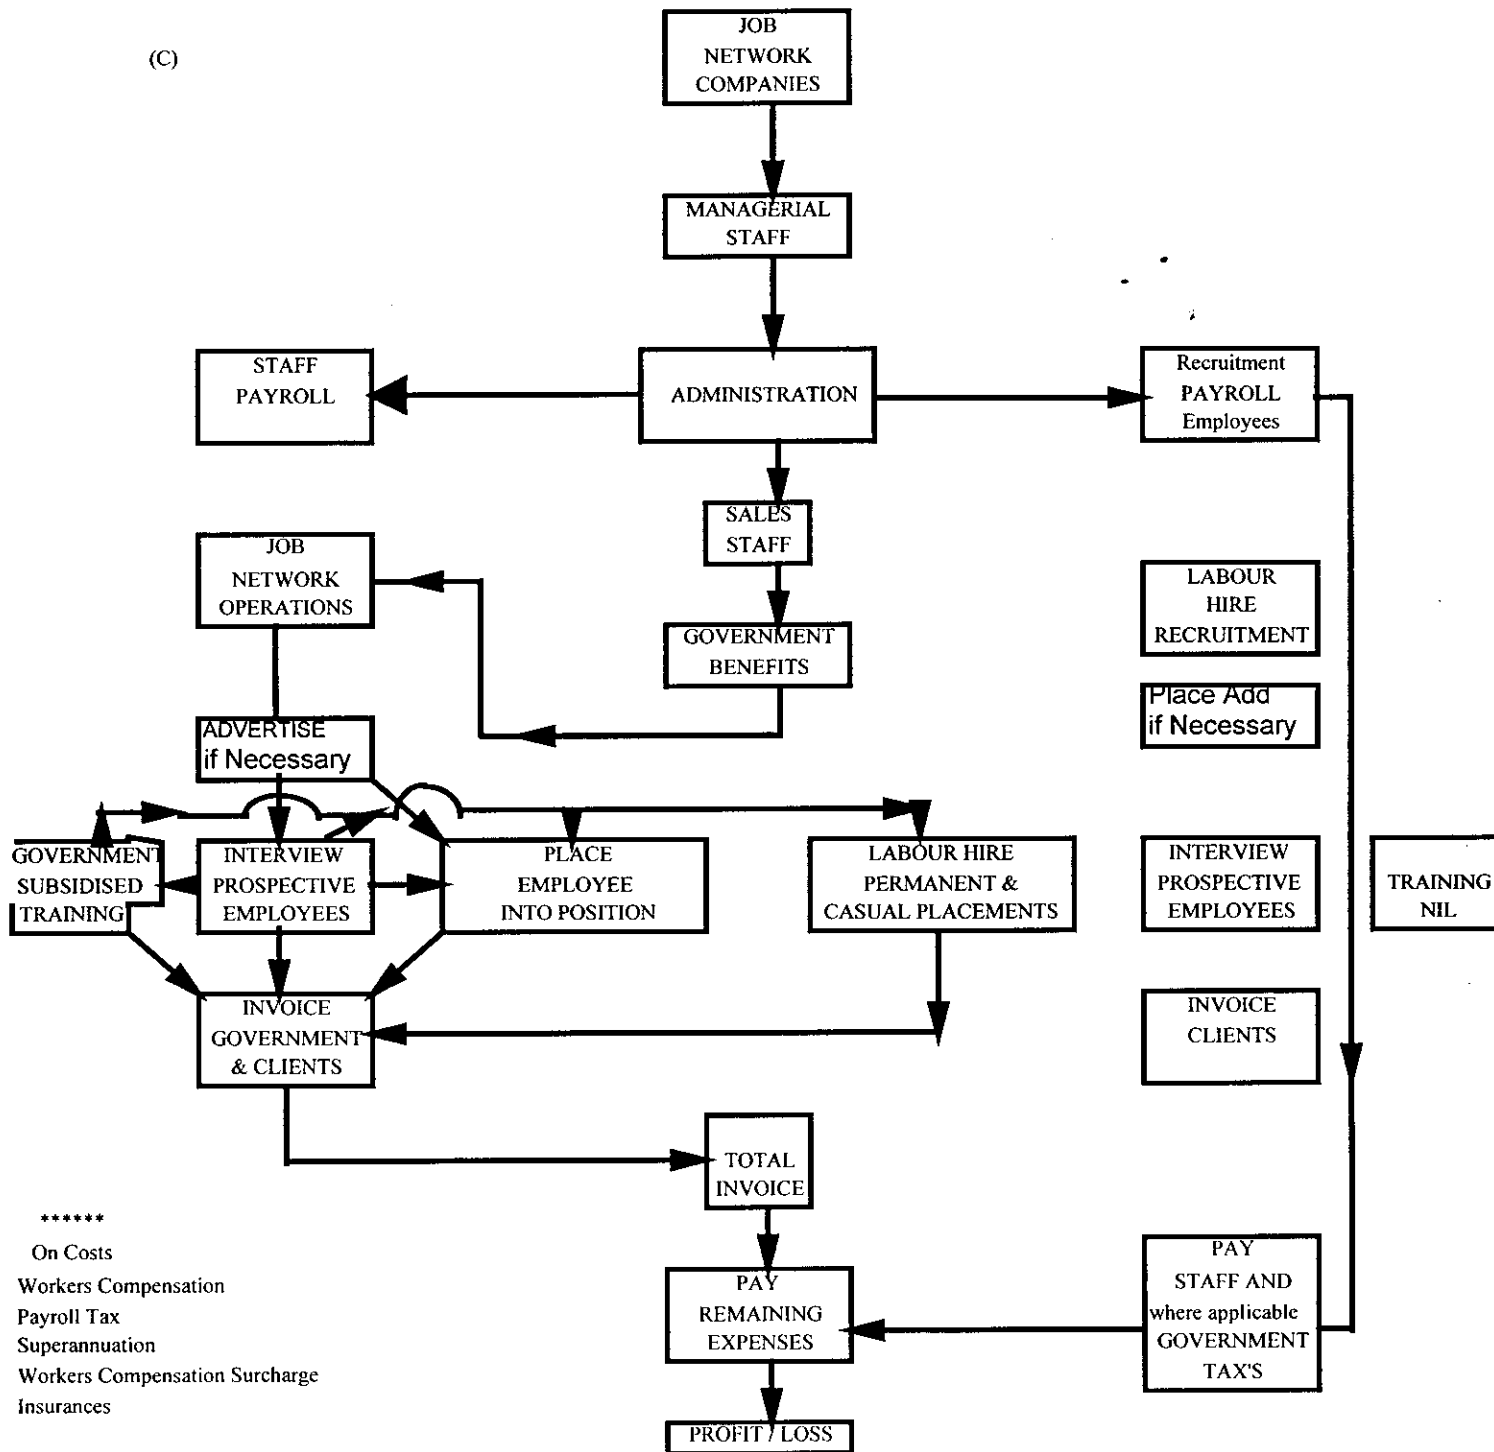 (C)
JOB
NETWORK
COMPANIES
MANAGERIAL
STAFF
STAFF
PAYROLL
ADMINISTRATION
Recruitment
PAYROLL
Employees
SALES
STAFF
JOB
NETWORK
OPERATIONS
LABOUR
HIRE
RECRUITMENT
GOVERNMENT
BENEFITS
Place Add
if Necessary
ADVERTISE
if Necessary
GOVERNMENT
SUBSIDISED
TRAINING
INTERVIEW
PROSPECTIVE
EMPLOYEES
PLACE
EMPLOYEE
INTO POSITION
LABOUR HIRE
PERMANENT &
CASUAL PLACEMENTS
INTERVIEW
PROSPECTIVE
EMPLOYEES
TRAINING
NIL
INVOICE
GOVERNMENT
& CLIENTS
INVOICE
CLIENTS
TOTAL
INVOICE
******
On Costs
Workers Compensation
Payroll Tax
Superannuation
Workers Compensation Surcharge
Insurances
PAY
REMAINING
EXPENSES
PAY
STAFF AND
where applicable
GOVERNMENT
TAX'S
PROFIT / LOSS